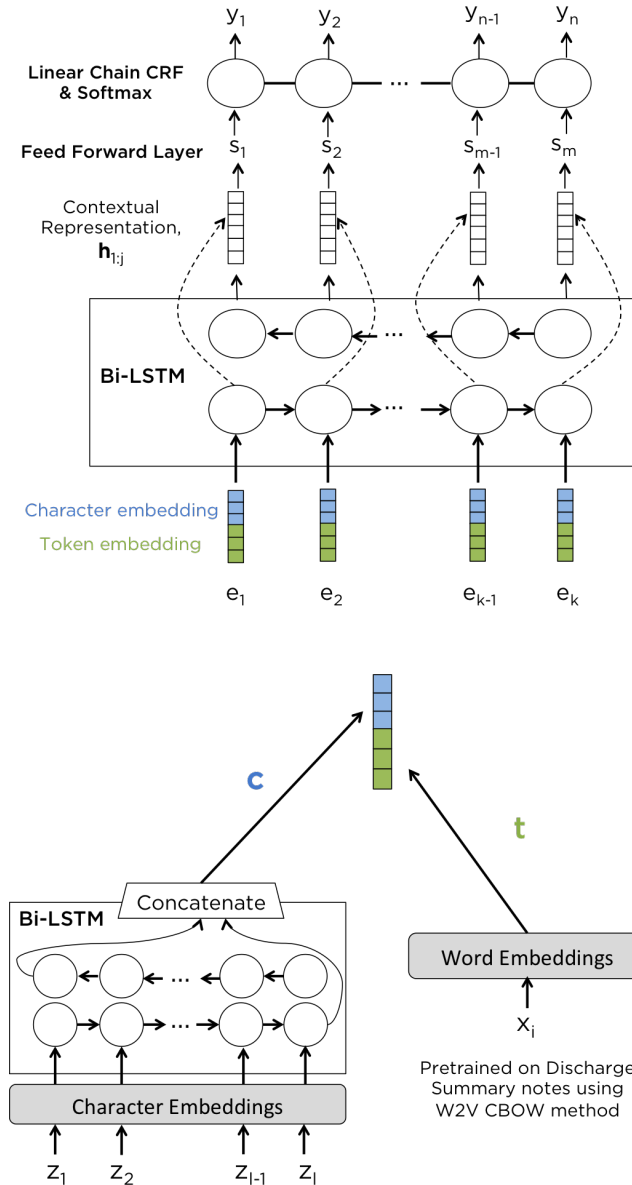 y1 y2 yn-1 yn
Linear Chain CRF
& Softmax
...
Feed Forward Layer
s1 s2 sm-1 sm
Contextual
Representation,
h1:j
...
Bi-LSTM
...
Character embedding
Token embedding
e1 e2 ek-1 ek
c
t
Concatenate
Bi-LSTM
...
...
Word Embeddings
xi
Pretrained on Discharge
Summary notes using
W2V CBOW method
Character Embeddings
z1 z2 zl-1 zl